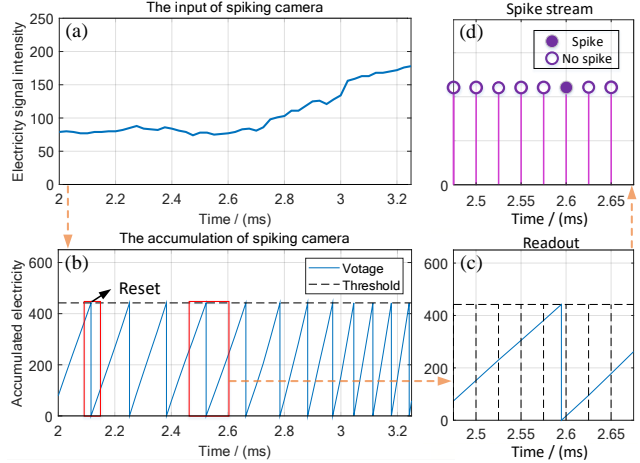 The input of spiking camera
(a)
Electricity signal intensity
250
200
150
100
50
0
2 2.2 2.4 2.6 2.8 3 3.2
Time / (ms)
Spike stream
(d)
Spike
No spike
0
2.5 2.55 2.6 2.65
Time / (ms)
The accumulation of spiking camera
(b)
Reset
Votage
Threshold
Accumulated electricity
600
400
200
0
2 2.2 2.4 2.6 2.8 3 3.2
Time / (ms)
Readout
(c)
600
400
200
0
2.5 2.55 2.6 2.65
Time / (ms)